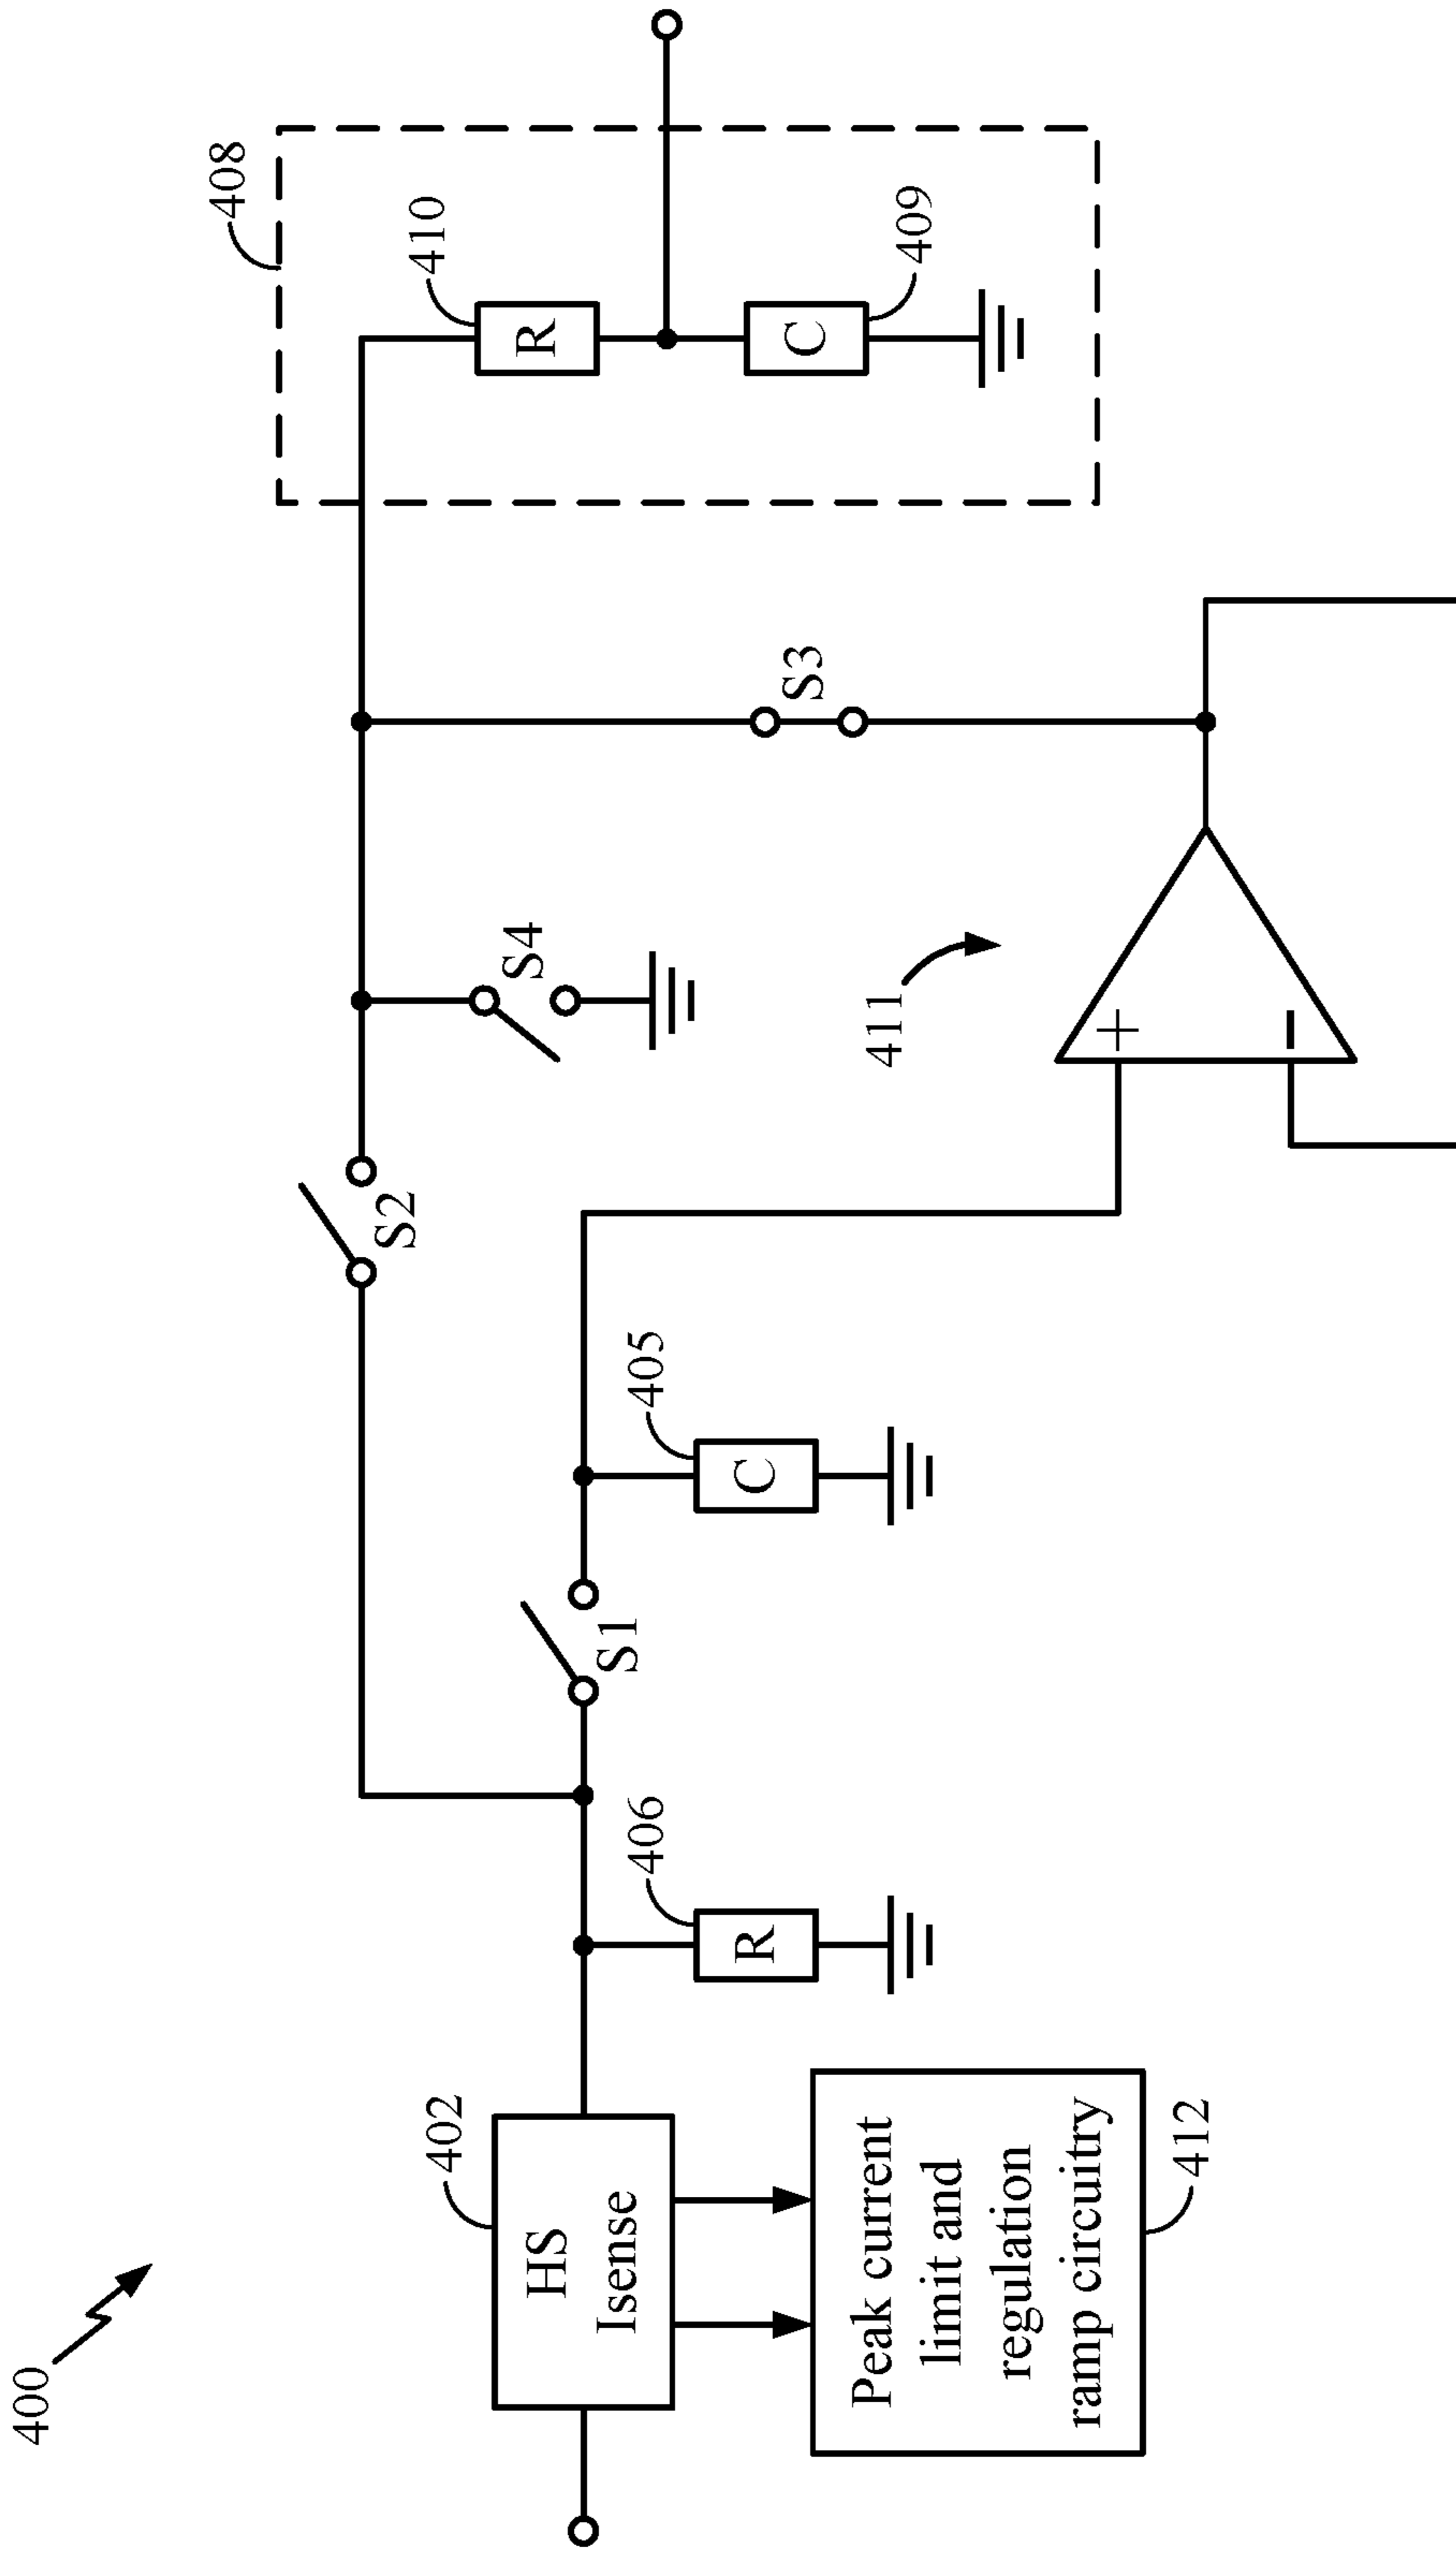 400
HS
Isense
402
Peak current
limit and
regulation
ramp circuitry
412
R
406
S1
C
405
S2
S4
411
+
−
S3
408
R
410
C
409